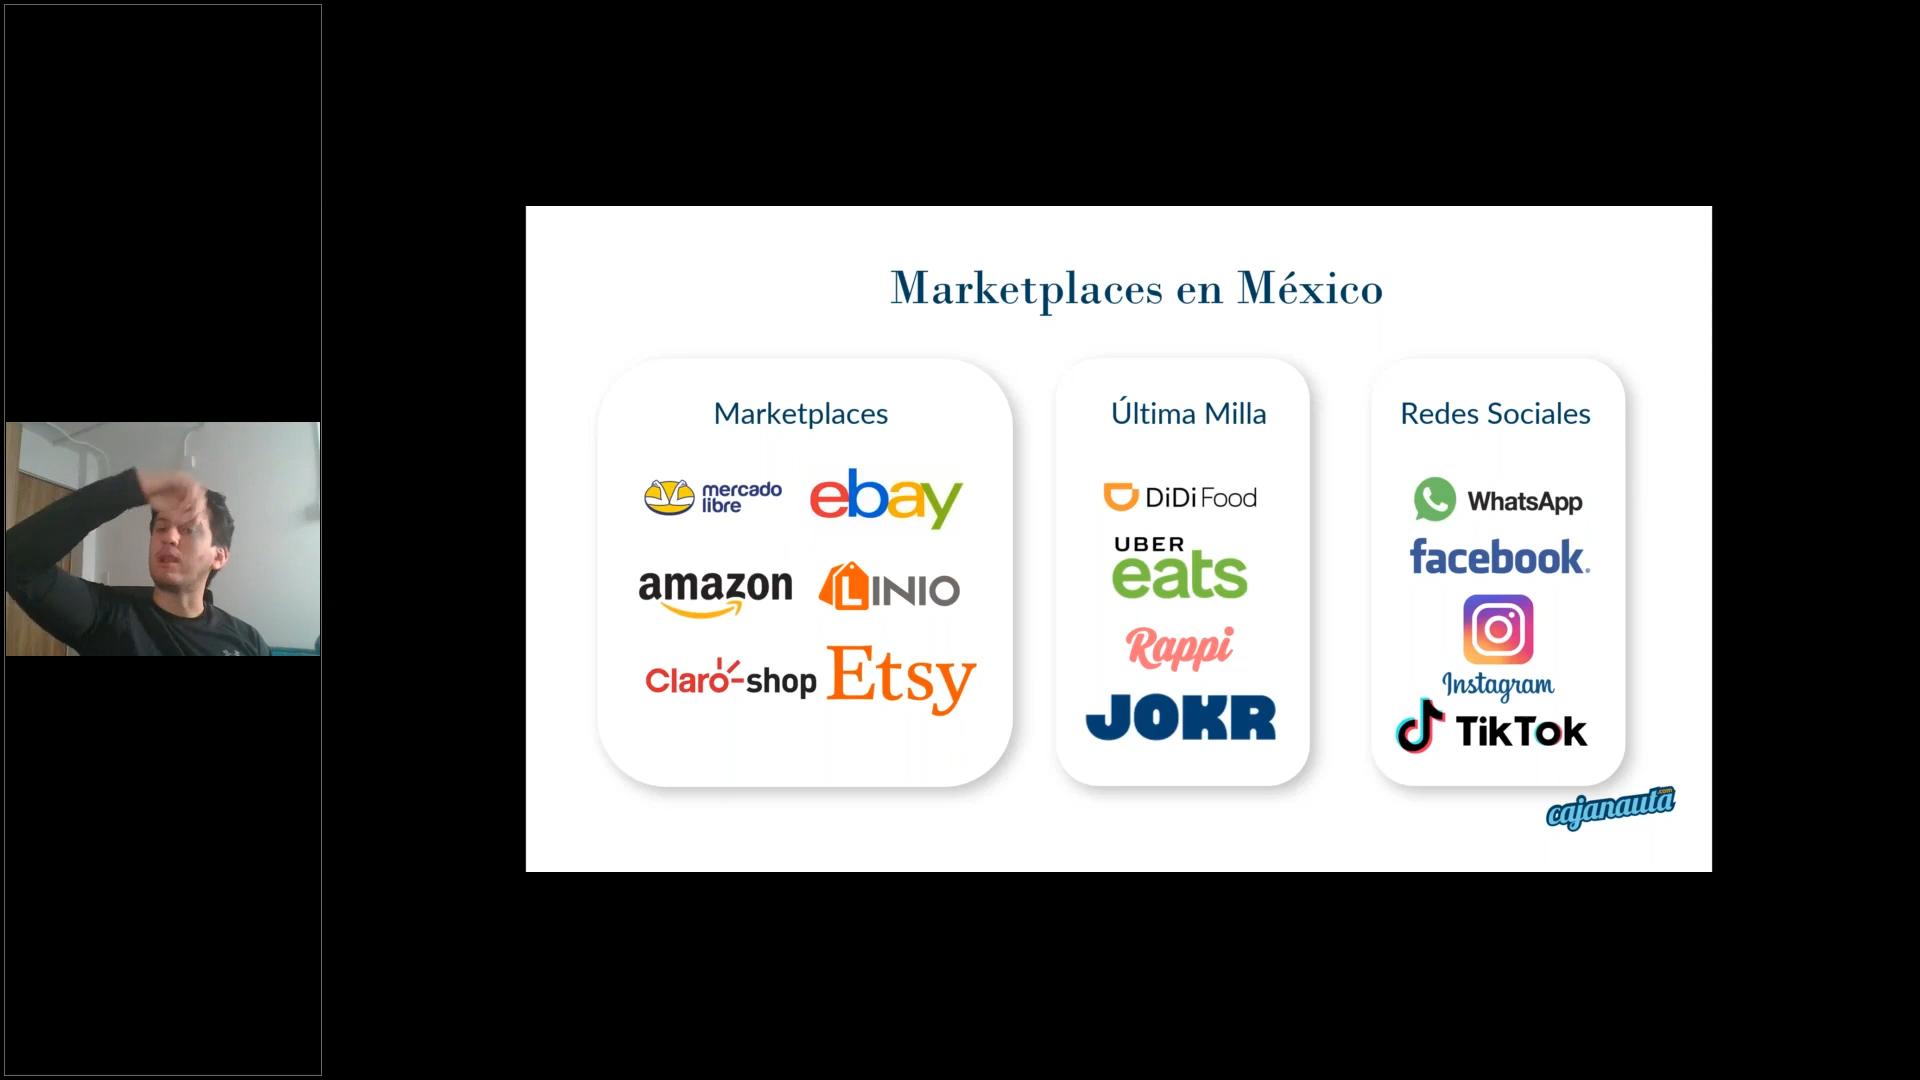 Marketplaces en México
Marketplaces
mercado
libre
ebay
amazon
LINIO
Claro-shop
Etsy
Última Milla
DiDi Food
UBER
eats
Rappi
JOKR
Redes Sociales
WhatsApp
facebook®
Instagram
TikTok
cajanauta.com